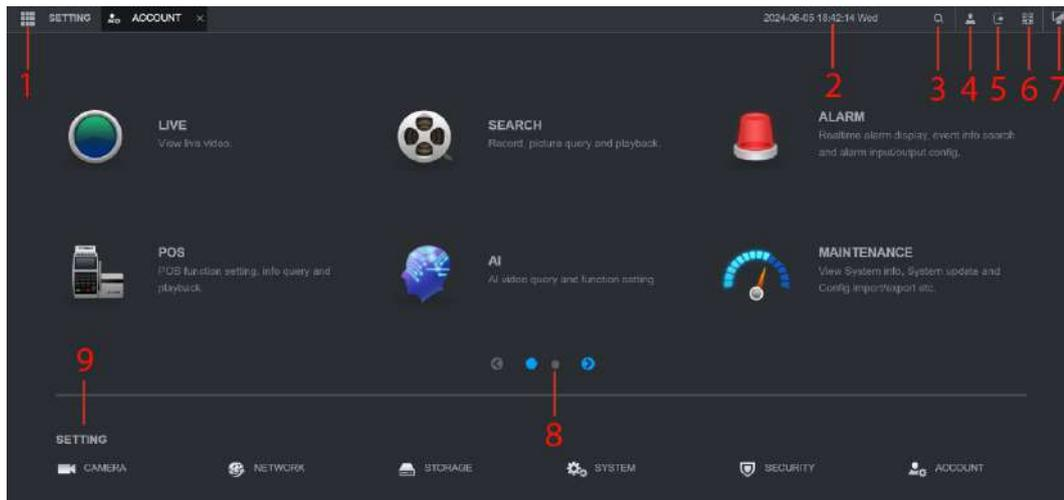 SETTING ACCOUNT × 2024-06-05 18:42:14 Wed
1 2 3 4 5 6 7
LIVE
View live video.
SEARCH
Record, picture query and playback.
ALARM
Realtime alarm display, event info search
and alarm input/output config.
POS
POS function setting, info query and
playback.
AI
AI video query and function setting
MAINTENANCE
View System info, System update and
Config import/export etc.
9
8
SETTING
CAMERA NETWORK STORAGE SYSTEM SECURITY ACCOUNT